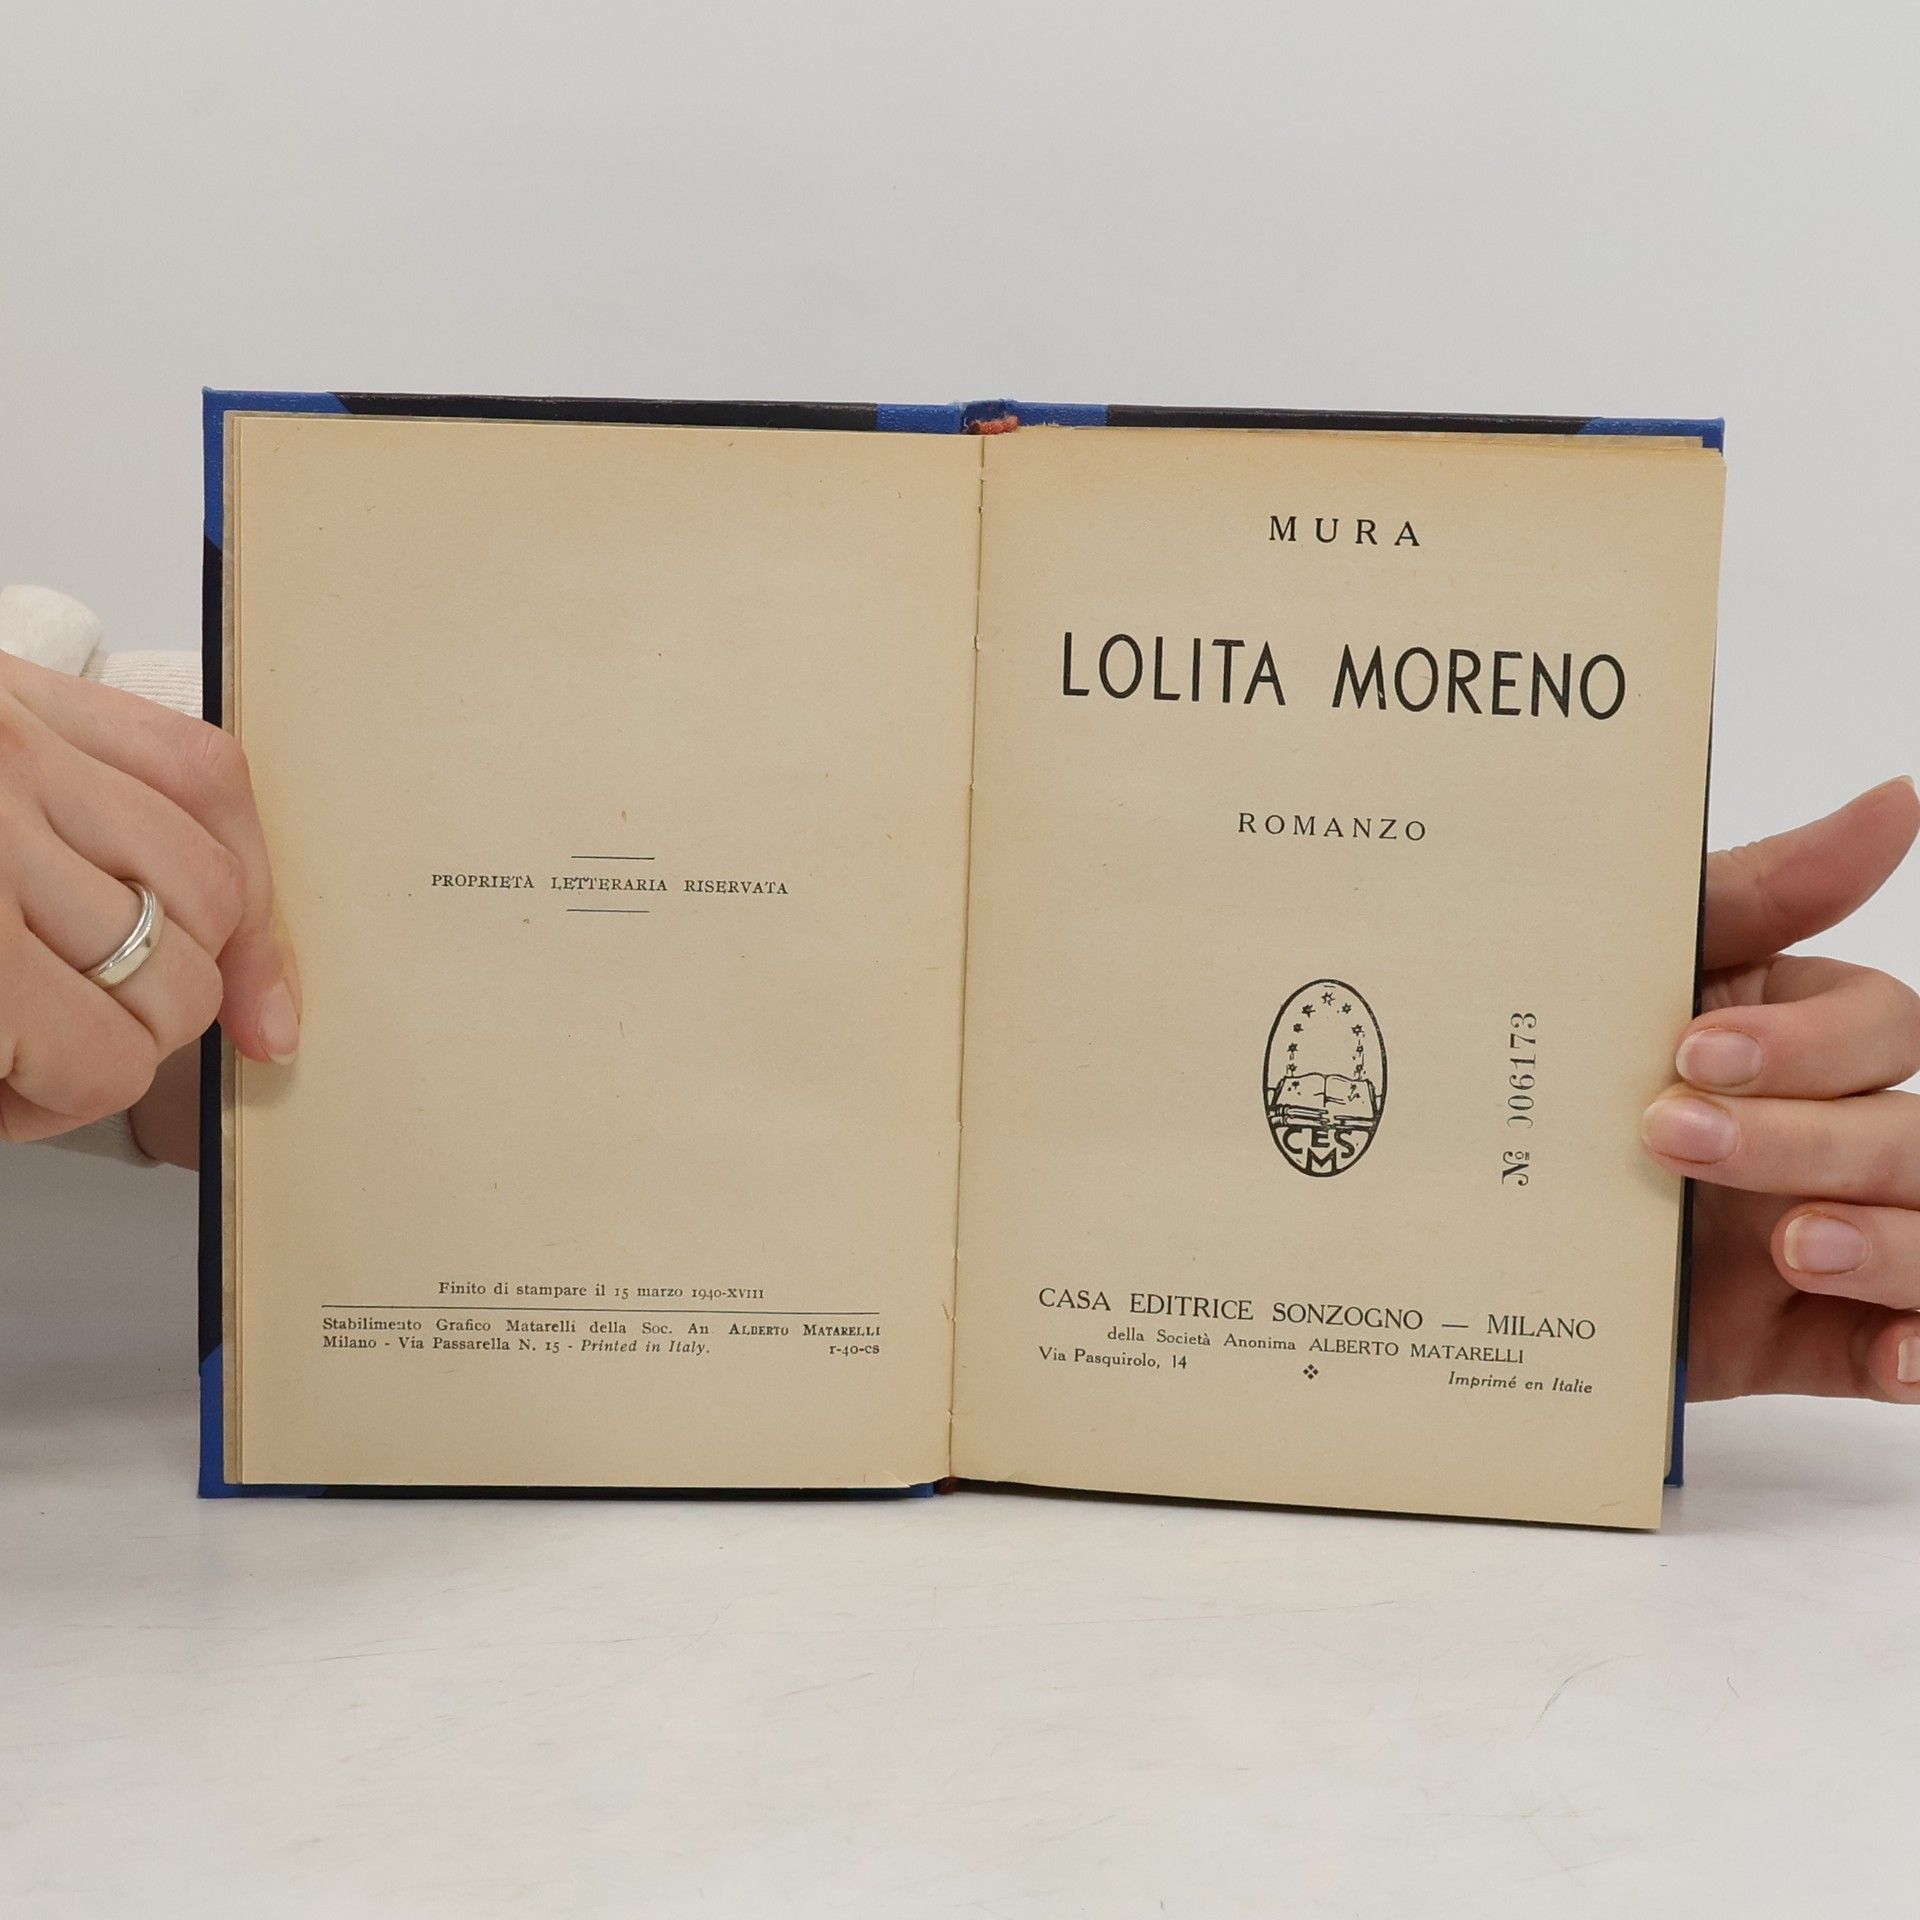 PROPRIETÀ LETTERARIA RISERVATA
Finito di stampare il 15 marzo 1940-XVIII
Stabilimento Grafico Matarelli della Soc. An ALBERTO MATARELLI
Milano - Via Passarella N. 15 - Printed in Italy. 1-40-CS
MURA
LOLITA MORENO
ROMANZO
CESM
№ 006173
CASA EDITRICE SONZOGNO — MILANO
della Società Anonima ALBERTO MATARELLI
Via Pasquirolo, 14
Imprimé en Italie